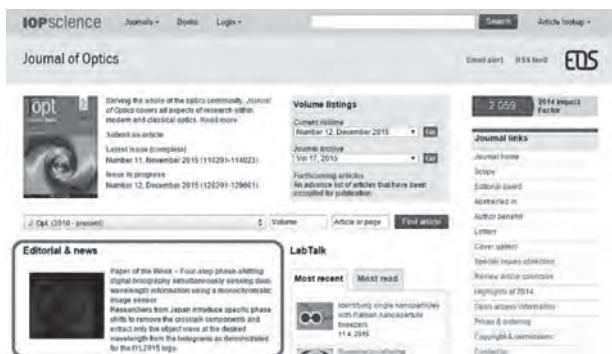 IOPscience Journals Books Login Search Article lookup
Journal of Optics
Email alert RSS feed EOS
opt
Serving the whole of the optics community, Journal
of Optics covers all aspects of research within
modern and classical optics. Read more
Submit an article
Latest issue (complete)
Number 11, November 2015 (110201-114023)
Issue in progress
Number 12, December 2015 (120201-129601)
Volume listings
Current volume
Number 12, December 2015 Go
Journal archive
Vol 17, 2015 Go
Forthcoming articles
An advance list of articles that have been
accepted for publication.
2 059 2014 Impact
Factor
Journal links
Journal home
Scope
Editorial board
Abstracted in
Author benefits
Letters
Cover gallery
Special issues collection
Review article collection
Highlights of 2014
Open access information
Prices & ordering
Copyright & permissions
J. Opt. (2010 - present) Volume Article or page Find article
Editorial & news
Paper of the Week – Four-step phase-shifting
digital holography simultaneously sensing dual-
wavelength information using a monochromatic
image sensor
Researchers from Japan introduce specific phase
shifts to remove the crosstalk components and
extract only the object wave at the desired
wavelength from the holograms as demonstrated
for the IYL2015 logo.
LabTalk
Most recent Most read
Identifying single nanoparticles
with Raman nanoparticle
tweezers